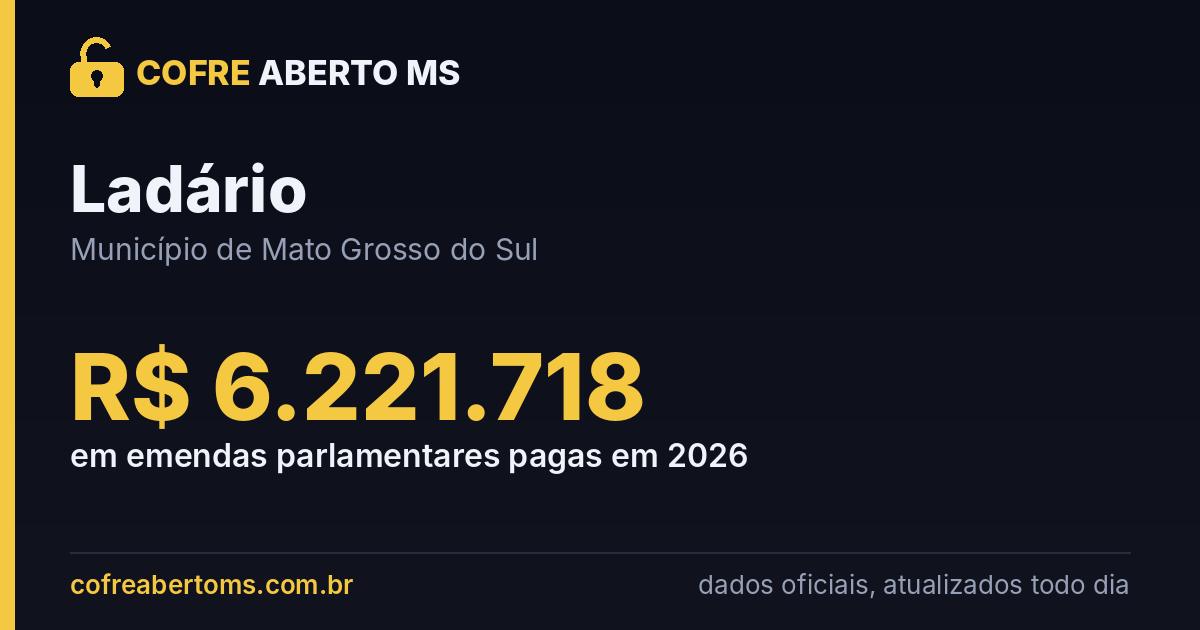 COFRE ABERTO MS
Ladário
Município de Mato Grosso do Sul
R$ 6.221.718
em emendas parlamentares pagas em 2026
cofreabertoms.com.br
dados oficiais, atualizados todo dia